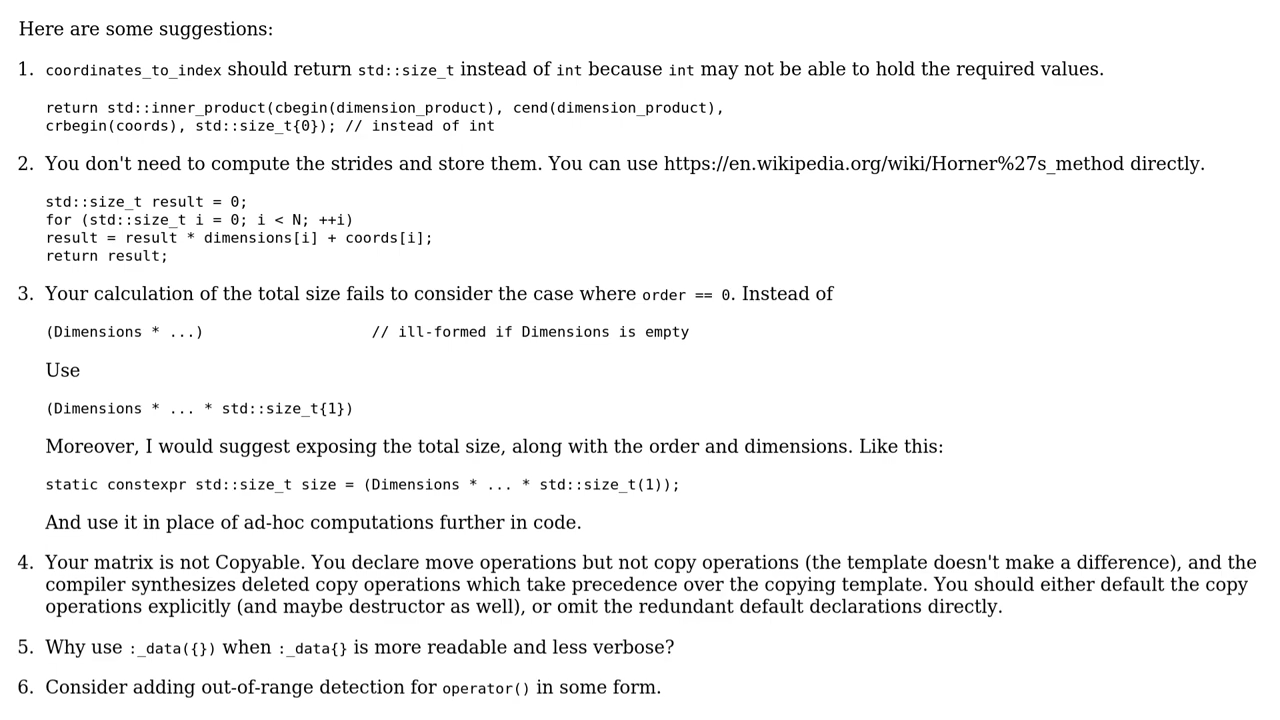 Here are some suggestions:
1. coordinates_to_index should return std::size_t instead of int because int may not be able to hold the required values.
return std::inner_product(cbegin(dimension_product), cend(dimension_product),
crbegin(coords), std::size_t{0}); // instead of int
2. You don't need to compute the strides and store them. You can use https://en.wikipedia.org/wiki/Horner%27s_method directly.
std::size_t result = 0;
for (std::size_t i = 0; i < N; ++i)
result = result * dimensions[i] + coords[i];
return result;
3. Your calculation of the total size fails to consider the case where order == 0. Instead of
(Dimensions * ...)                   // ill-formed if Dimensions is empty
Use
(Dimensions * ... * std::size_t{1})
Moreover, I would suggest exposing the total size, along with the order and dimensions. Like this:
static constexpr std::size_t size = (Dimensions * ... * std::size_t(1));
And use it in place of ad-hoc computations further in code.
4. Your matrix is not Copyable. You declare move operations but not copy operations (the template doesn't make a difference), and the
compiler synthesizes deleted copy operations which take precedence over the copying template. You should either default the copy
operations explicitly (and maybe destructor as well), or omit the redundant default declarations directly.
5. Why use :_data({}) when :_data{} is more readable and less verbose?
6. Consider adding out-of-range detection for operator() in some form.